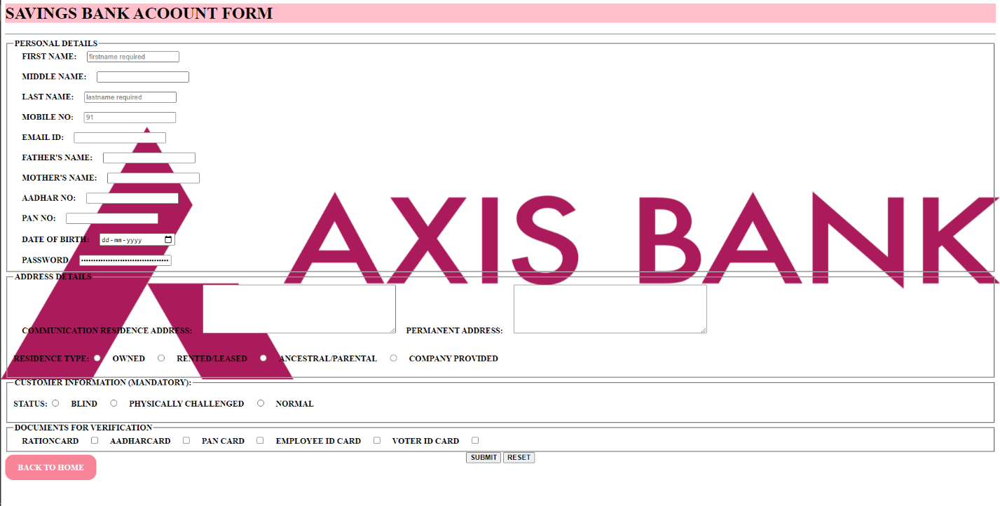 SAVINGS BANK ACOOUNT FORM
PERSONAL DETAILS
FIRST NAME: firstname required
MIDDLE NAME:
LAST NAME: lastname required
MOBILE NO: 91
EMAIL ID:
FATHER'S NAME:
MOTHER'S NAME:
AADHAR NO:
PAN NO:
AXIS BANK
DATE OF BIRTH: dd-mm-yyyy
PASSWORD
ADDRESS DETAILS
COMMUNICATION RESIDENCE ADDRESS: PERMANENT ADDRESS:
RESIDENCE TYPE: OWNED RENTED/LEASED ANCESTRAL/PARENTAL COMPANY PROVIDED
CUSTOMER INFORMATION (MANDATORY):
STATUS: BLIND PHYSICALLY CHALLENGED NORMAL
DOCUMENTS FOR VERIFICATION
RATIONCARD AADHARCARD PAN CARD EMPLOYEE ID CARD VOTER ID CARD
SUBMIT RESET
BACK TO HOME